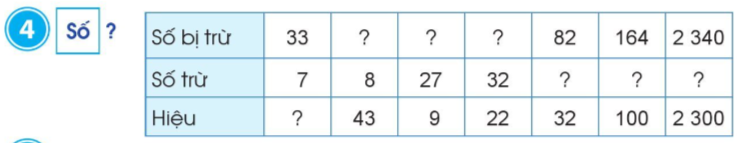 4 Số ?
Số bị trừ 33 ? ? ? 82 164 2 340
Số trừ 7 8 27 32 ? ? ?
Hiệu ? 43 9 22 32 100 2 300